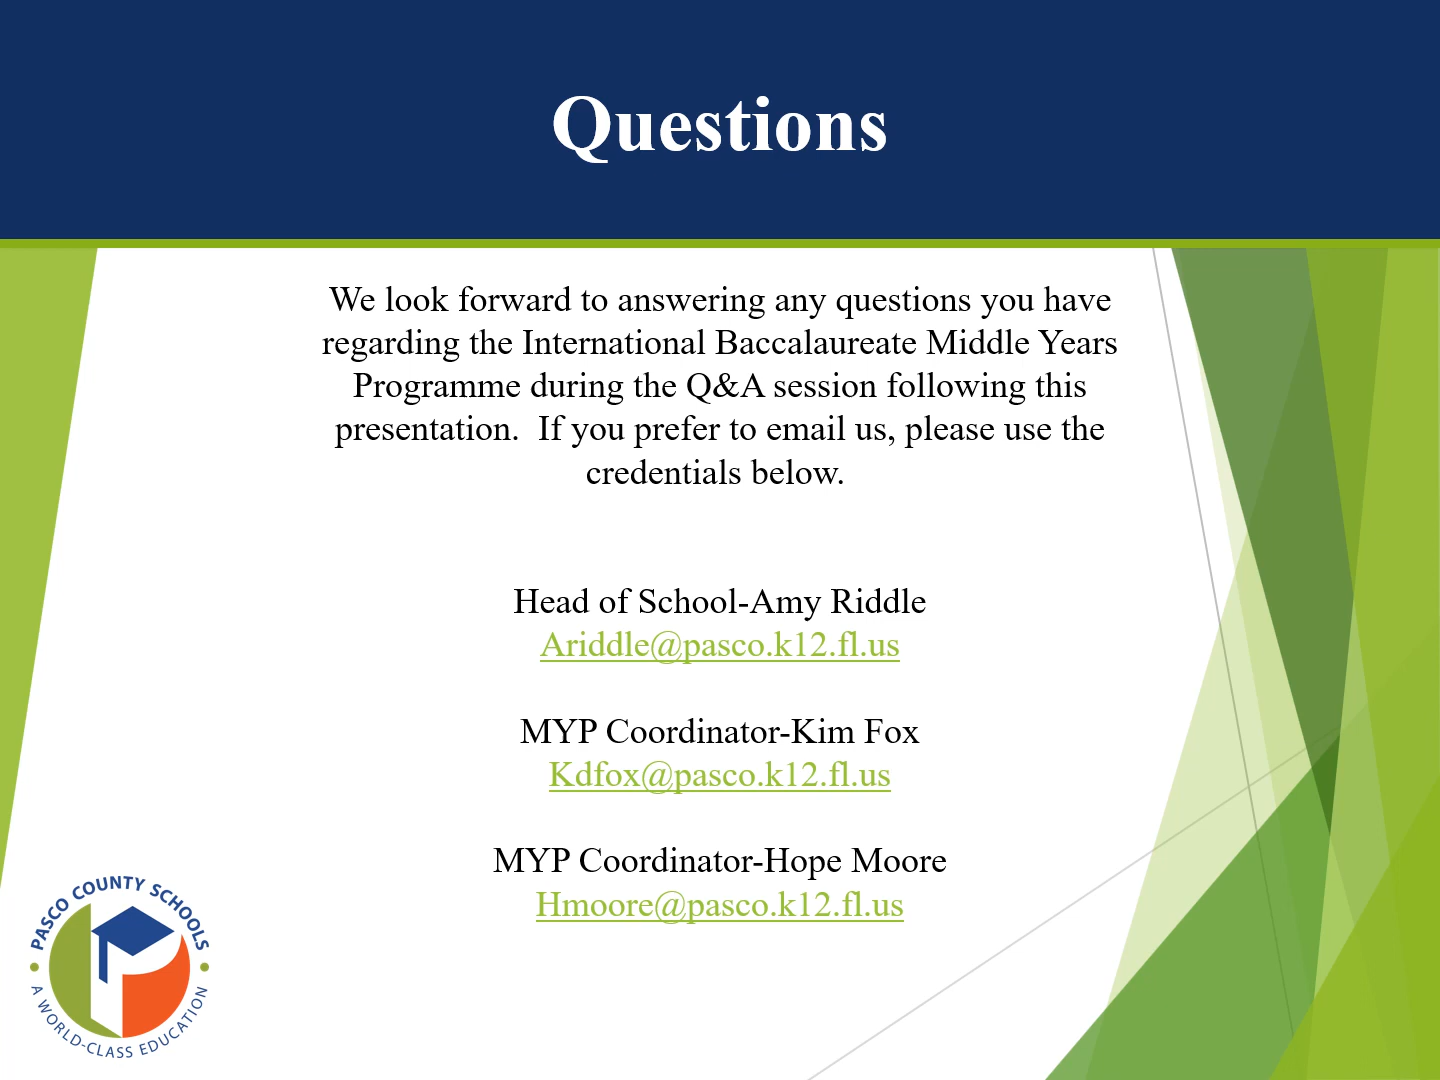 Questions
We look forward to answering any questions you have
regarding the International Baccalaureate Middle Years
Programme during the Q&A session following this
presentation.  If you prefer to email us, please use the
credentials below.
Head of School-Amy Riddle
Ariddle@pasco.k12.fl.us
MYP Coordinator-Kim Fox
Kdfox@pasco.k12.fl.us
MYP Coordinator-Hope Moore
Hmoore@pasco.k12.fl.us
PASCO COUNTY SCHOOLS
A WORLD-CLASS EDUCATION